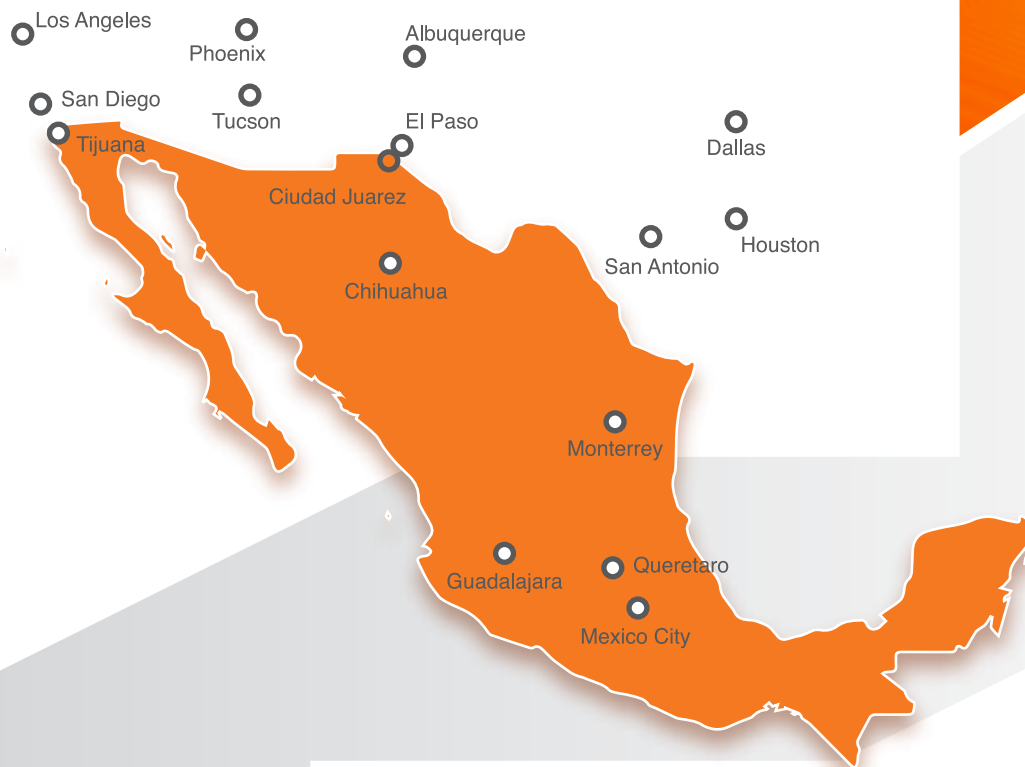 Los Angeles
Phoenix
Albuquerque
San Diego
Tucson
El Paso
Tijuana
Dallas
Ciudad Juarez
Houston
San Antonio
Chihuahua
Monterrey
Queretaro
Guadalajara
Mexico City